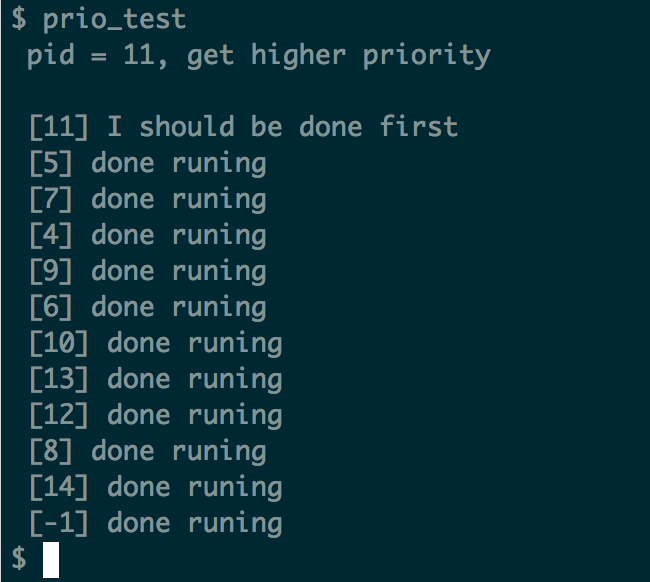 $ prio_test
pid = 11, get higher priority
[11] I should be done first
[5] done runing
[7] done runing
[4] done runing
[9] done runing
[6] done runing
[10] done runing
[13] done runing
[12] done runing
[8] done runing
[14] done runing
[-1] done runing
$